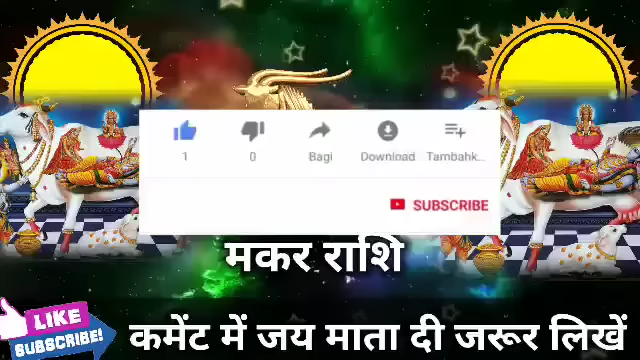 1 0 Bagi Download Tambahk...
SUBSCRIBE
मकर राशि
LIKE
SUBSCRIBE!
कमेंट में जय माता दी जरूर लिखें